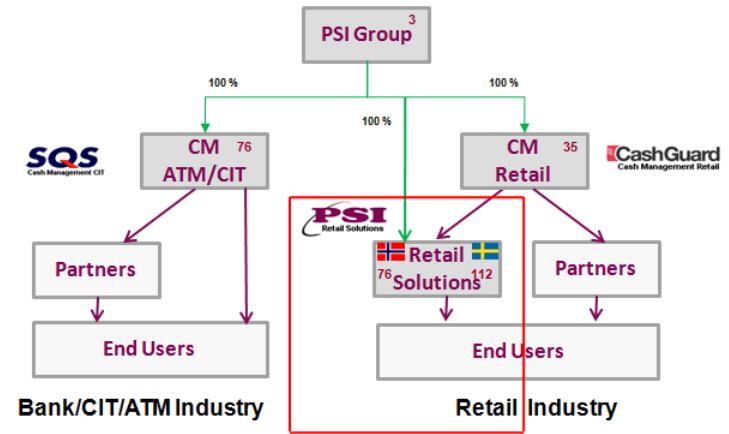 PSI Group 3
100 %
100 %
100 %
SQS
Cash Management CIT
CM 76
ATM/CIT
CM 35
Retail
CashGuard
Cash Management Retail
PSI
Retail Solutions
Partners
Retail
76 Solutions 112
Partners
End Users
End Users
Bank/CIT/ATM Industry
Retail Industry